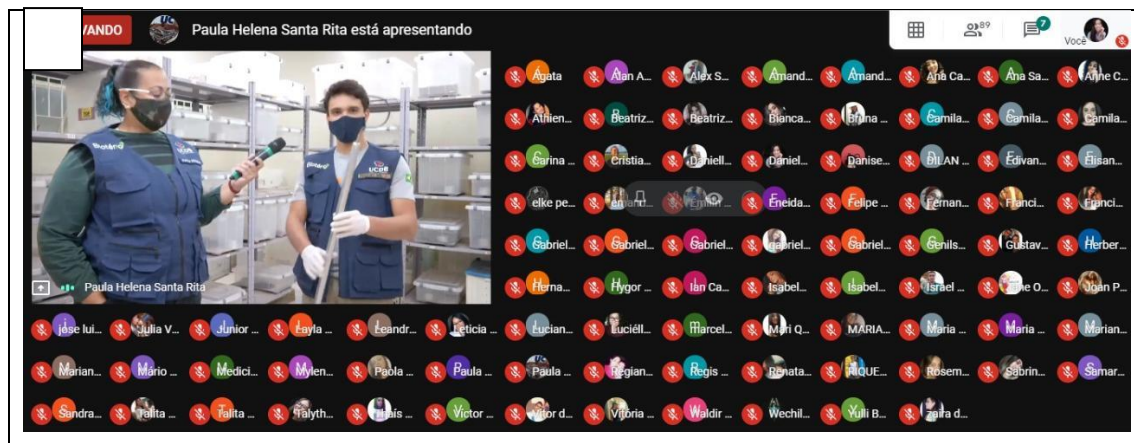 VANDO
Paula Helena Santa Rita está apresentando
89
7
Você
Ágata
Alan A...
Alex S...
Amand...
Amand...
Ana Ca...
Ana Sa...
Anne C...
Athien...
Beatriz...
Beatriz...
Bianca...
Bruna ...
Camila...
Camila...
Camila...
Carina ...
Cristia...
Daniell...
Daniel...
Danise...
DILAN ...
Edivan...
Elisan...
elke pe...
Eneida...
Felipe ...
Fernan...
Franci...
Franci...
Gabriel...
Gabriel...
Gabriel...
gabriel...
Gabriel...
Genils...
Gustav...
Herber...
Paula Helena Santa Rita
Herna...
Hygor ...
Ian Ca...
Isabel...
Isabel...
Israel ...
Joan P...
jose lui...
Julia V...
Junior ...
Layla ...
Leandr...
Leticia ...
Lucian...
Luciéll...
Marcel...
Mari Q...
MARIA...
Maria ...
Maria ...
Marian...
Marian...
Mário ...
Medici...
Mylen...
Paola ...
Paula ...
Paula ...
Regian...
Regis ...
Renata...
RIQUE...
Rosem...
Sabrin...
Samar...
Sandra...
Talita ...
Talita ...
Talyth...
Thaís ...
Victor ...
Vitor d...
Vitória ...
Waldir ...
Wechil...
Yulli B...
zaira d...
UCDB